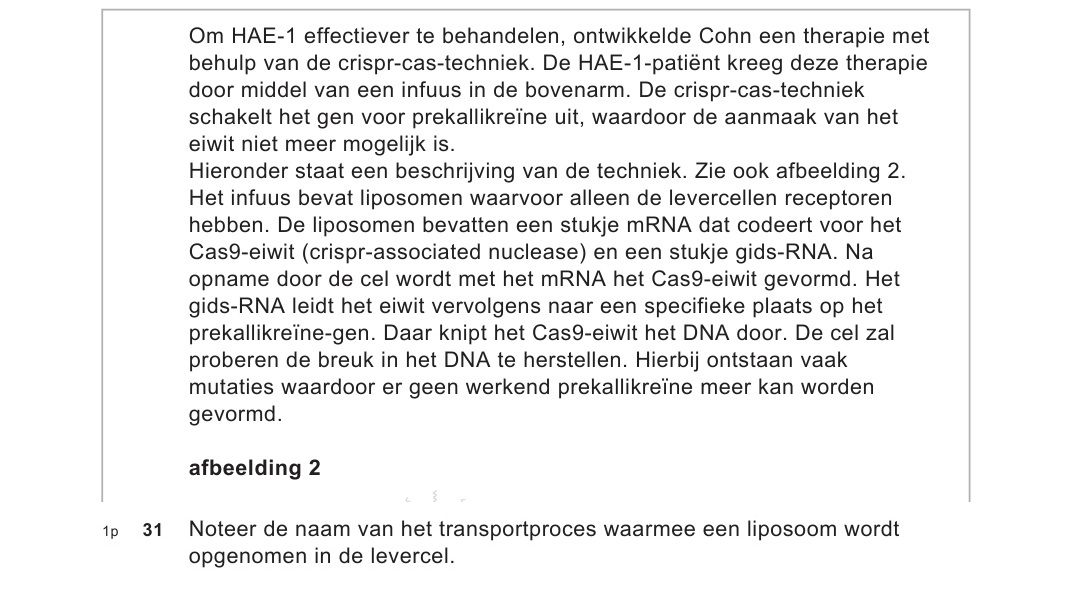 Om HAE-1 effectiever te behandelen, ontwikkelde Cohn een therapie met
behulp van de crispr-cas-techniek. De HAE-1-patiënt kreeg deze therapie
door middel van een infuus in de bovenarm. De crispr-cas-techniek
schakelt het gen voor prekallikreïne uit, waardoor de aanmaak van het
eiwit niet meer mogelijk is.
Hieronder staat een beschrijving van de techniek. Zie ook afbeelding 2.
Het infuus bevat liposomen waarvoor alleen de levercellen receptoren
hebben. De liposomen bevatten een stukje mRNA dat codeert voor het
Cas9-eiwit (crispr-associated nuclease) en een stukje gids-RNA. Na
opname door de cel wordt met het mRNA het Cas9-eiwit gevormd. Het
gids-RNA leidt het eiwit vervolgens naar een specifieke plaats op het
prekallikreïne-gen. Daar knipt het Cas9-eiwit het DNA door. De cel zal
proberen de breuk in het DNA te herstellen. Hierbij ontstaan vaak
mutaties waardoor er geen werkend prekallikreïne meer kan worden
gevormd.
afbeelding 2
1p 31 Noteer de naam van het transportproces waarmee een liposoom wordt
opgenomen in de levercel.